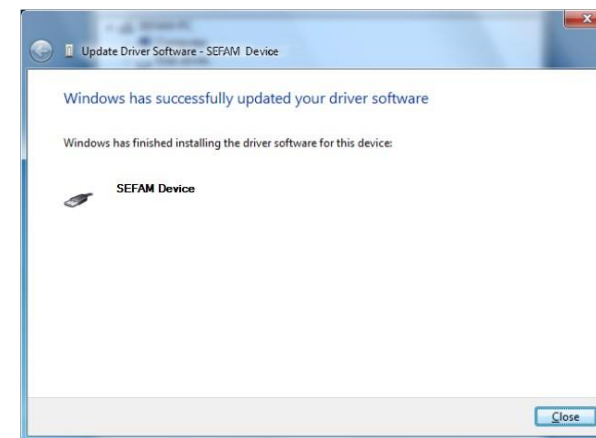 Update Driver Software - SEFAM Device
Windows has successfully updated your driver software
Windows has finished installing the driver software for this device:
SEFAM Device
Close